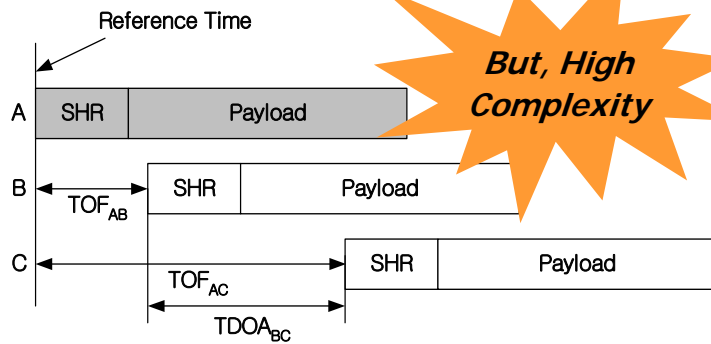 Reference Time
But, High
Complexity
A SHR Payload
B SHR Payload
TOF_AB
C SHR Payload
TOF_AC
TDOA_BC